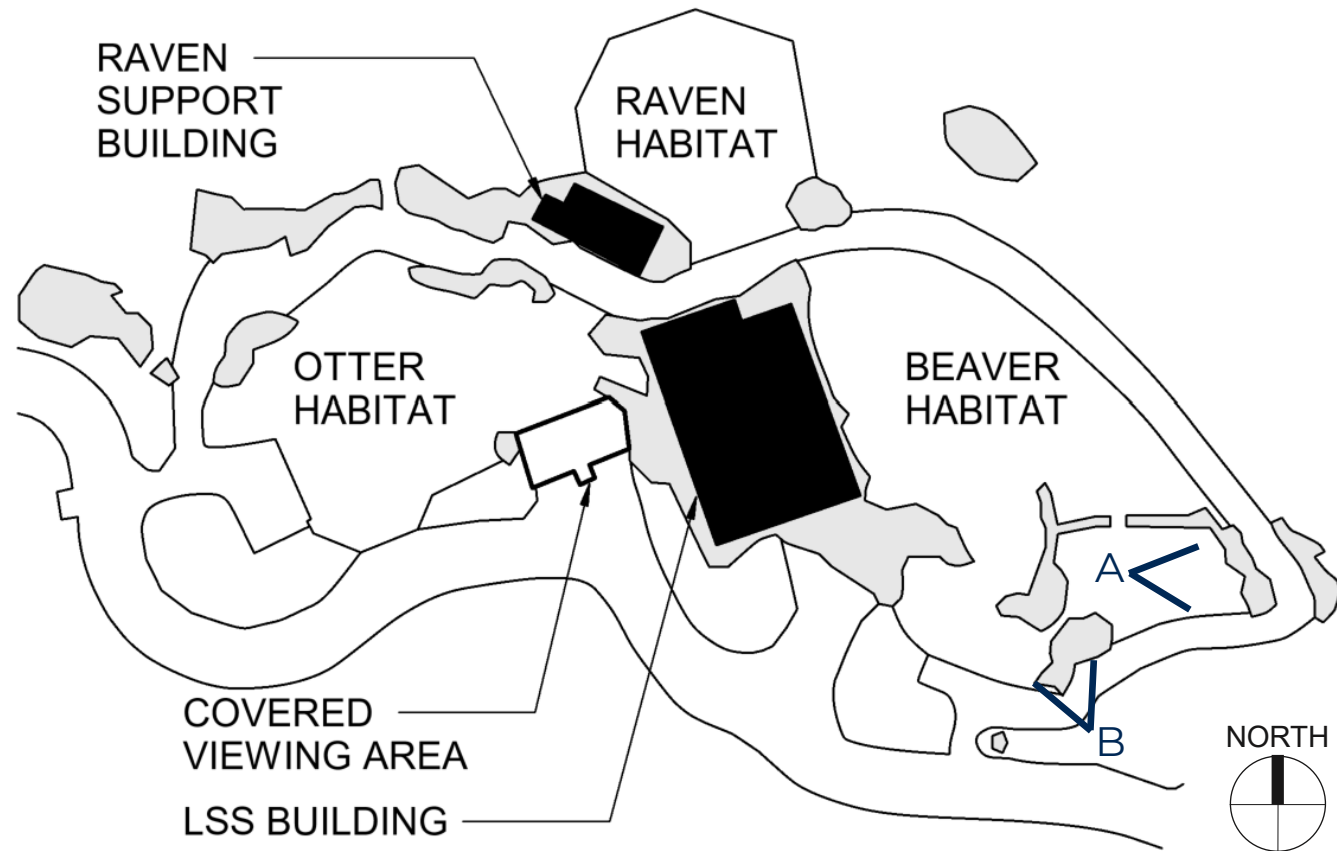 RAVEN
SUPPORT
BUILDING
RAVEN
HABITAT
OTTER
HABITAT
BEAVER
HABITAT
A
B
COVERED
VIEWING AREA
LSS BUILDING
NORTH